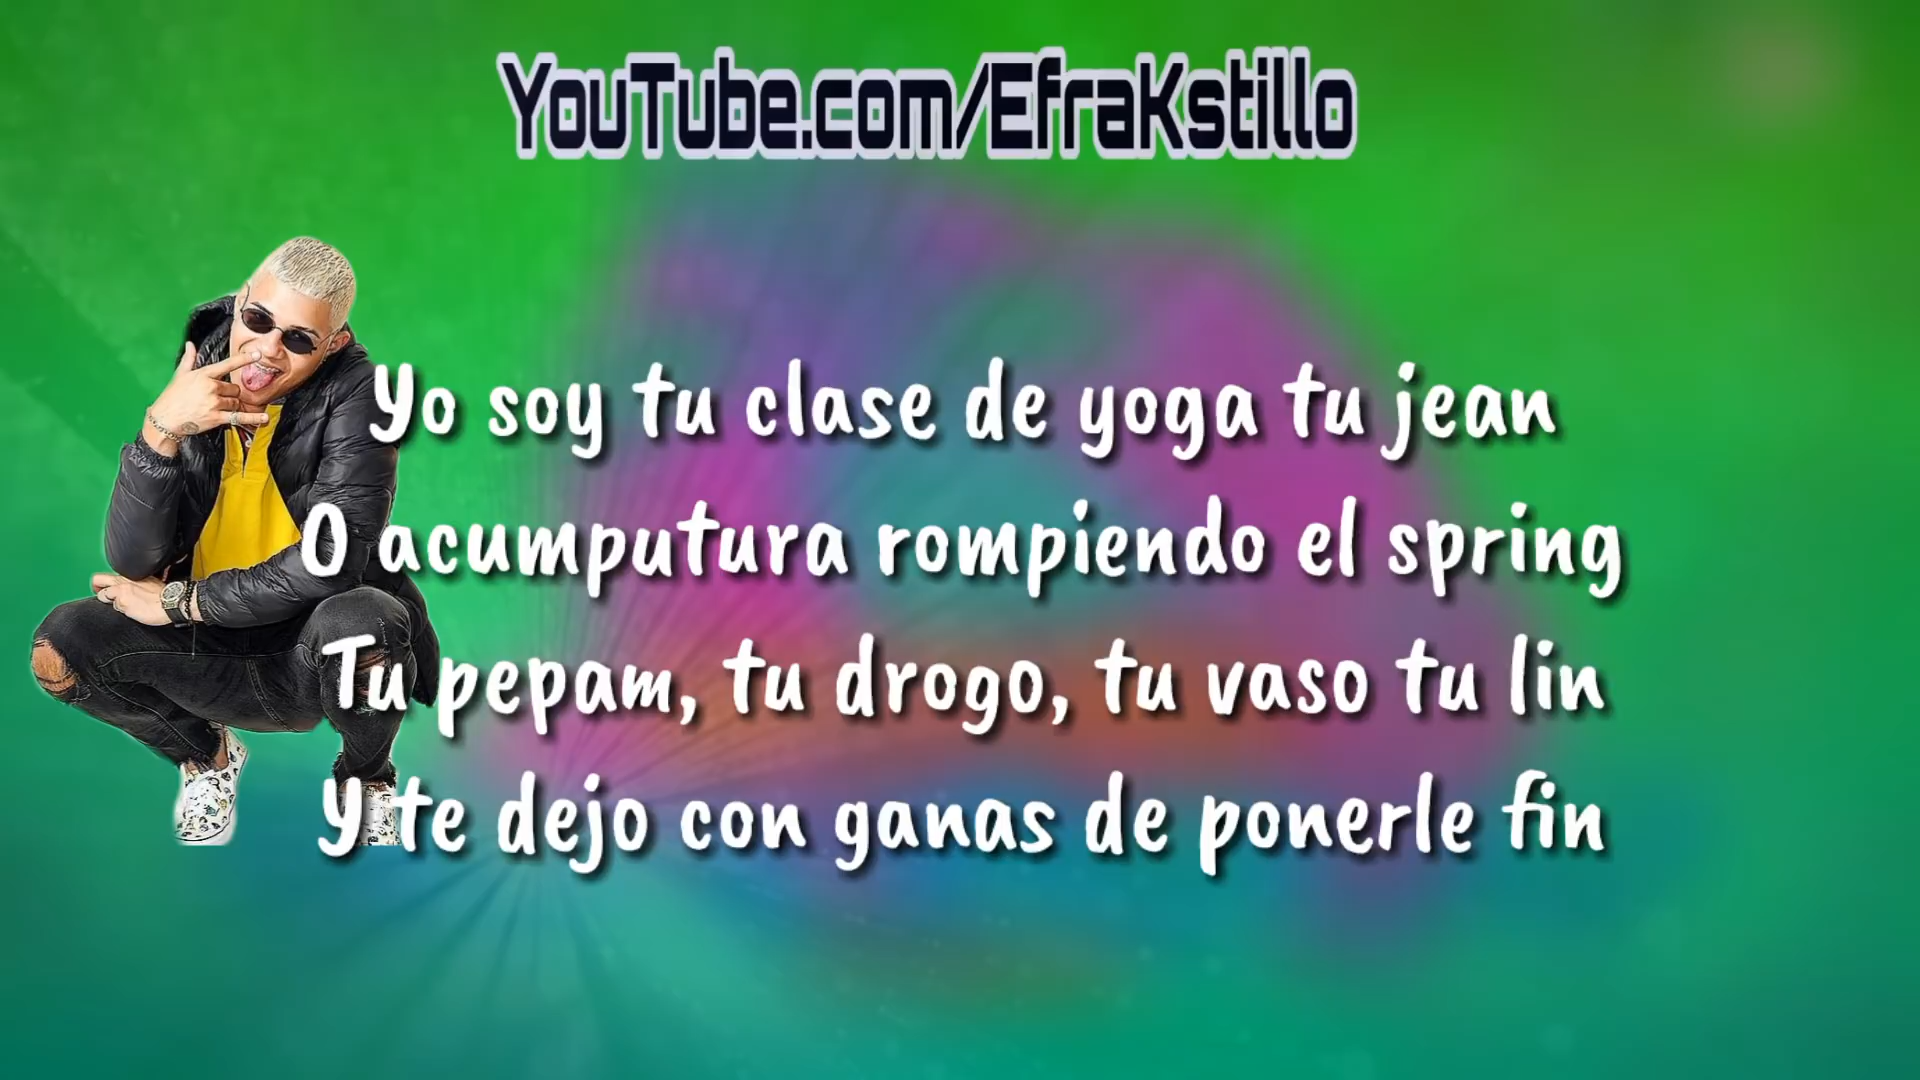 YouTube.com/EfraKstillo
Yo soy tu clase de yoga tu jean
O acumputura rompiendo el spring
Tu pepam, tu drogo, tu vaso tu lin
Y te dejo con ganas de ponerle fin